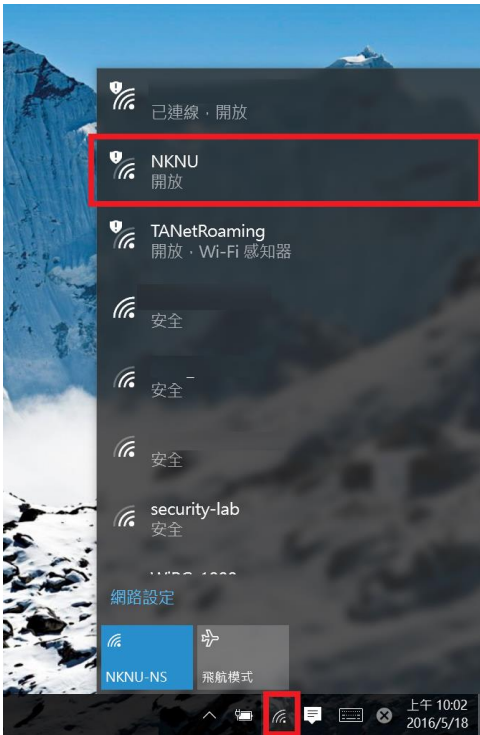 已連線，開放
NKNU
開放
TANetRoaming
開放，Wi-Fi 感知器
安全
安全
安全
security-lab
安全
網路設定
NKNU-NS
飛航模式
上午 10:02
2016/5/18